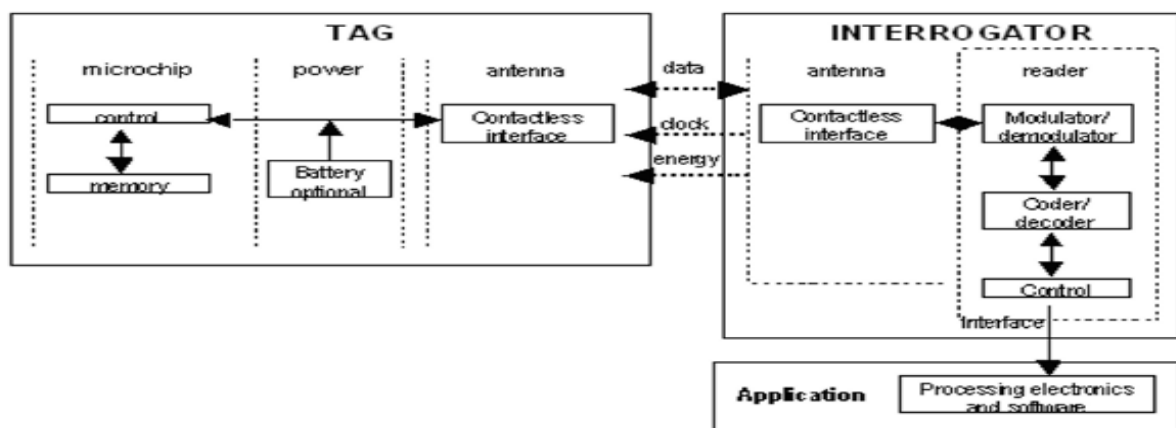 TAG
microchip
power
antenna
control
memory
Battery
optional
Contactless
interface
data
clock
energy
INTERROGATOR
antenna
reader
Contactless
interface
Modulator/
demodulator
Coder/
decoder
Control
Interface
Application
Processing electronics
and software